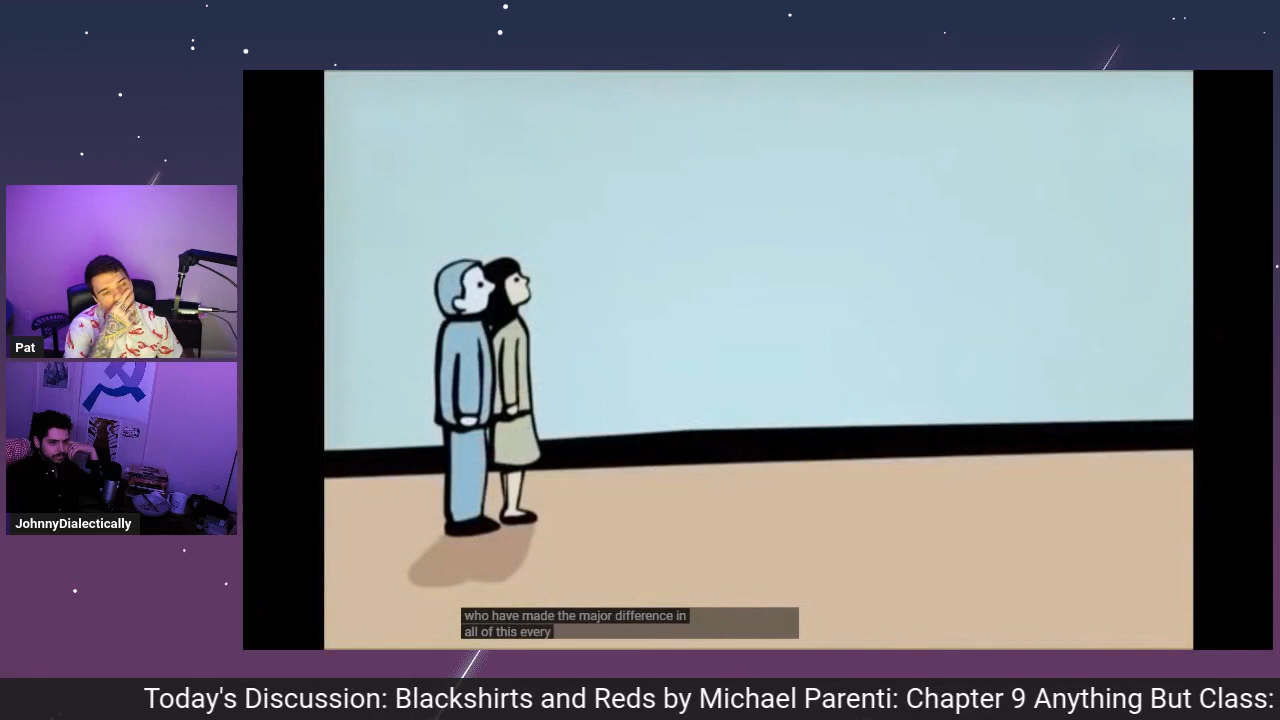 Pat
JohnnyDialectically
who have made the major difference in
all of this every
Today's Discussion: Blackshirts and Reds by Michael Parenti: Chapter 9 Anything But Class: